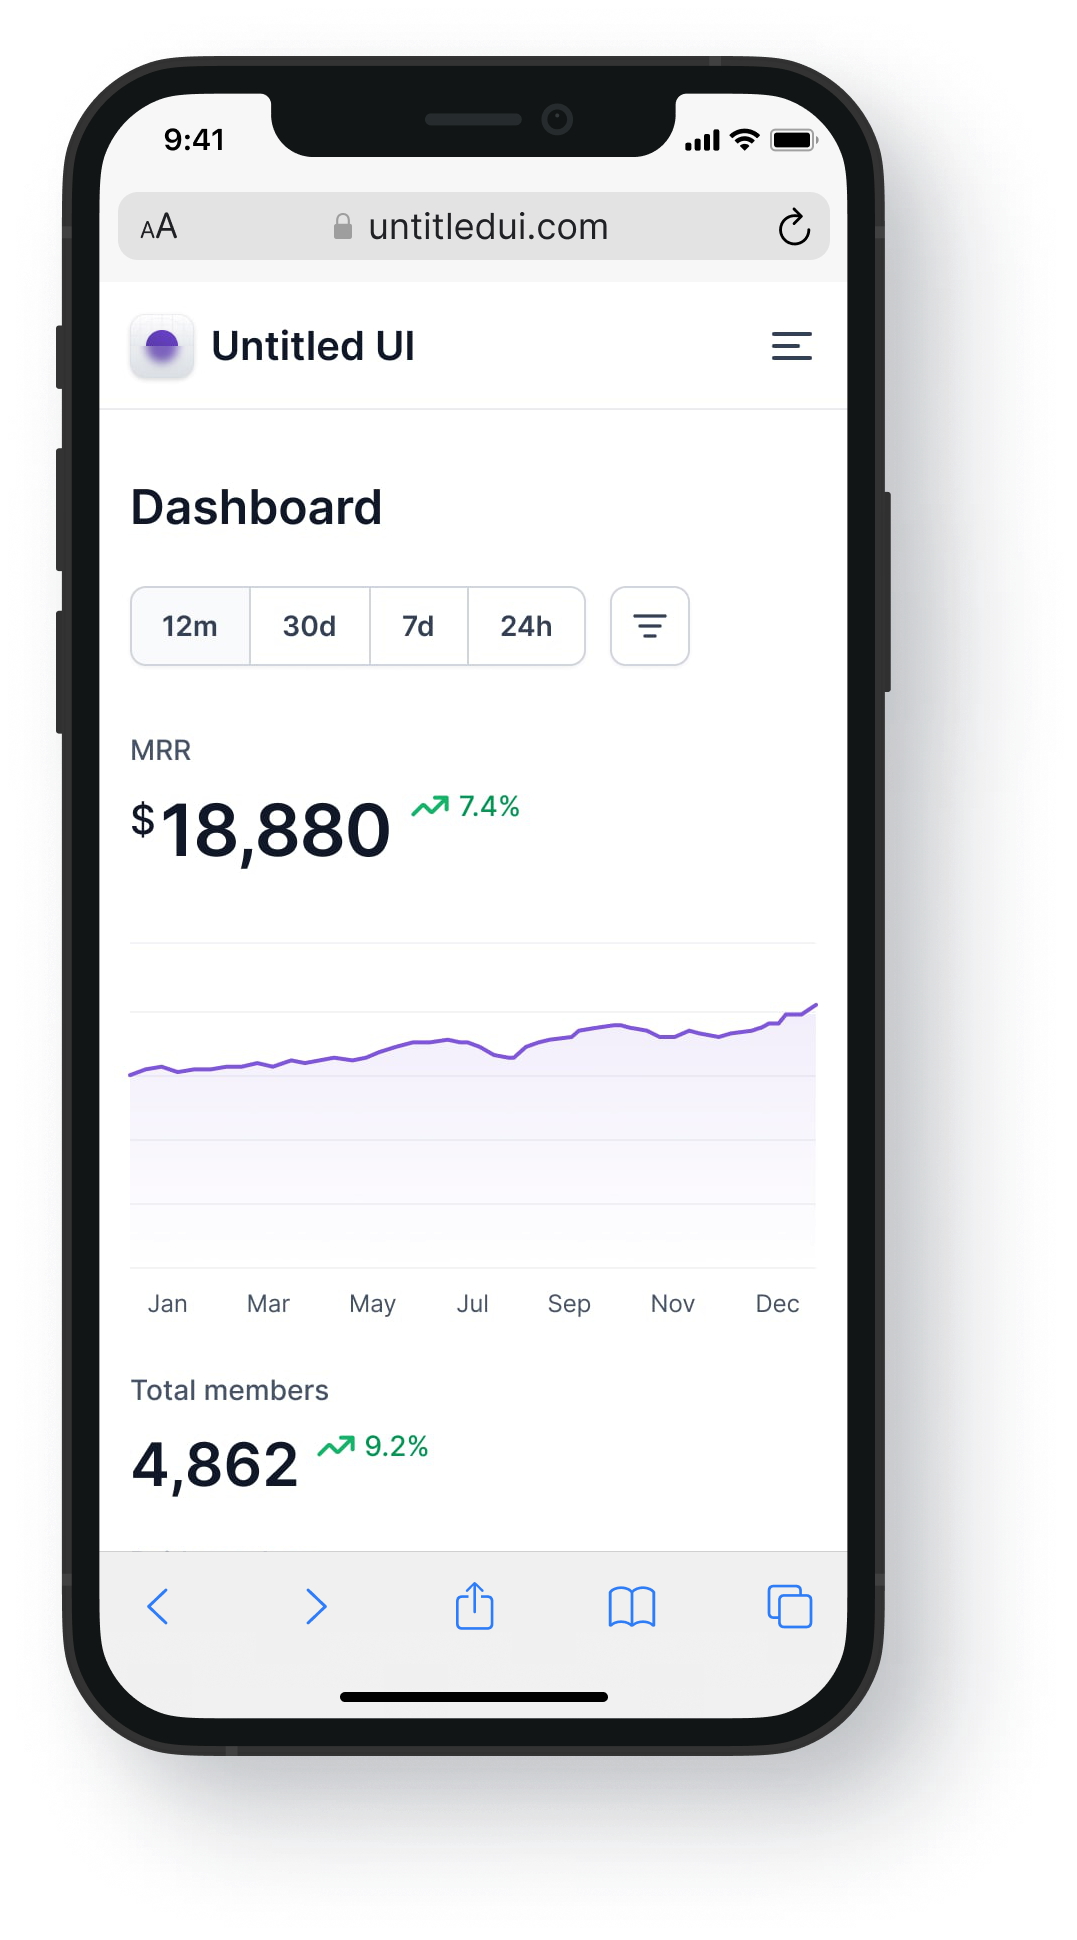 9:41
AA untitledui.com
Untitled UI
Dashboard
12m 30d 7d 24h
MRR
$18,880 7.4%
Jan Mar May Jul Sep Nov Dec
Total members
4,862 9.2%